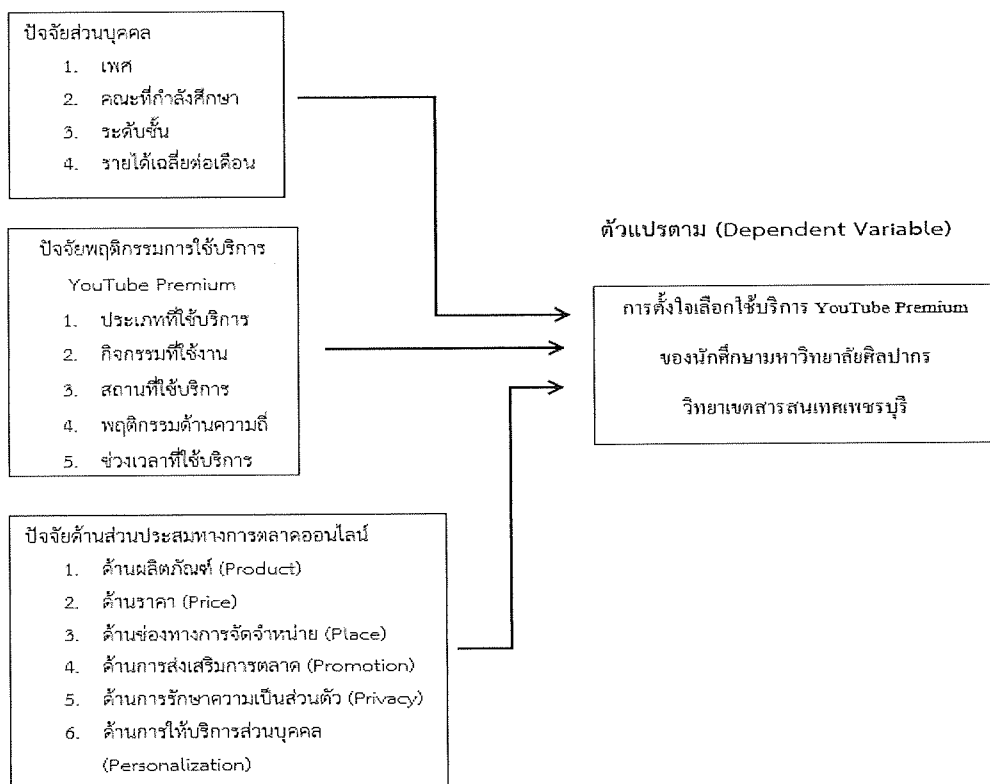 ปัจจัยส่วนบุคคล
1. เพศ
2. คณะที่กำลังศึกษา
3. ระดับชั้น
4. รายได้เฉลี่ยต่อเดือน
ปัจจัยพฤติกรรมการใช้บริการ
YouTube Premium
1. ประเภทที่ใช้บริการ
2. กิจกรรมที่ใช้งาน
3. สถานที่ใช้บริการ
4. พฤติกรรมด้านความถี่
5. ช่วงเวลาที่ใช้บริการ
ปัจจัยด้านส่วนประสมทางการตลาดออนไลน์
1. ด้านผลิตภัณฑ์ (Product)
2. ด้านราคา (Price)
3. ด้านช่องทางการจัดจำหน่าย (Place)
4. ด้านการส่งเสริมการตลาด (Promotion)
5. ด้านการรักษาความเป็นส่วนตัว (Privacy)
6. ด้านการให้บริการส่วนบุคคล
(Personalization)
ตัวแปรตาม (Dependent Variable)
การตั้งใจเลือกใช้บริการ YouTube Premium
ของนักศึกษามหาวิทยาลัยศิลปากร
วิทยาเขตสารสนเทศเพชรบุรี